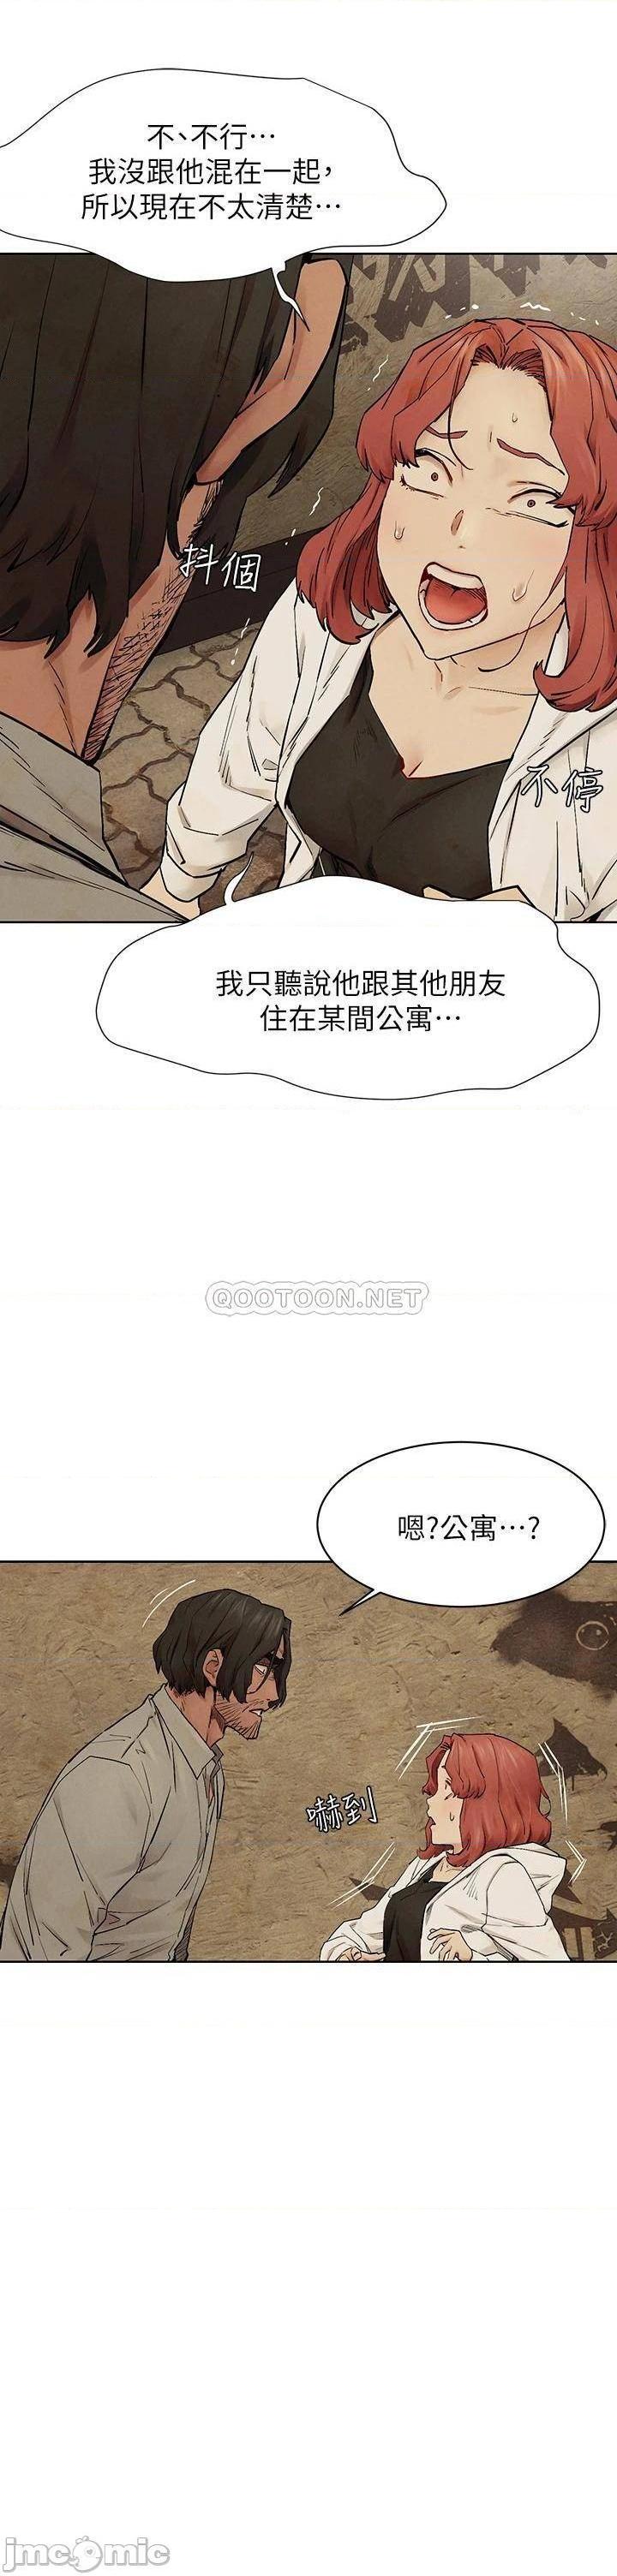 不、不行…
我沒跟他混在一起，
所以現在不太清楚…
抖個
不停
我只聽說他跟其他朋友
住在某間公寓…
QOOTOON.NET
嗯?公寓…?
嚇到
jmcomic